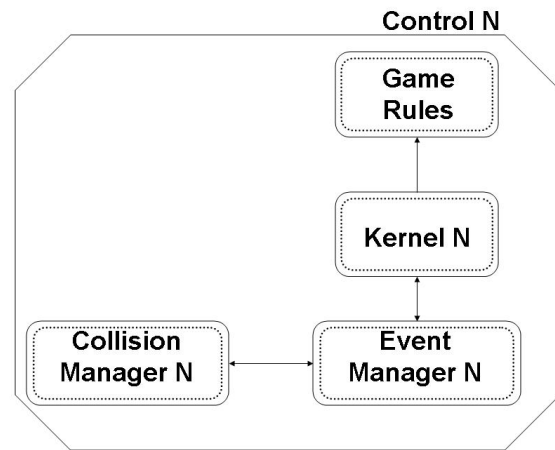 Control N
Game
Rules
Kernel N
Collision
Manager N
Event
Manager N